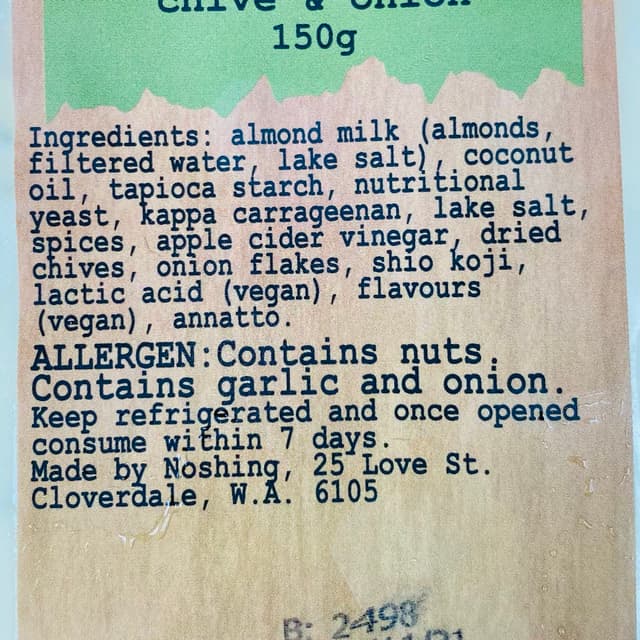 chive & onion
150g
Ingredients: almond milk (almonds,
filtered water, lake salt), coconut
oil, tapioca starch, nutritional
yeast, kappa carrageenan, lake salt,
spices, apple cider vinegar, dried
chives, onion flakes, shio koji,
lactic acid (vegan), flavours
(vegan), annatto.
ALLERGEN:Contains nuts.
Contains garlic and onion.
Keep refrigerated and once opened
consume within 7 days.
Made by Noshing, 25 Love St.
Cloverdale, W.A. 6105
B: 2498